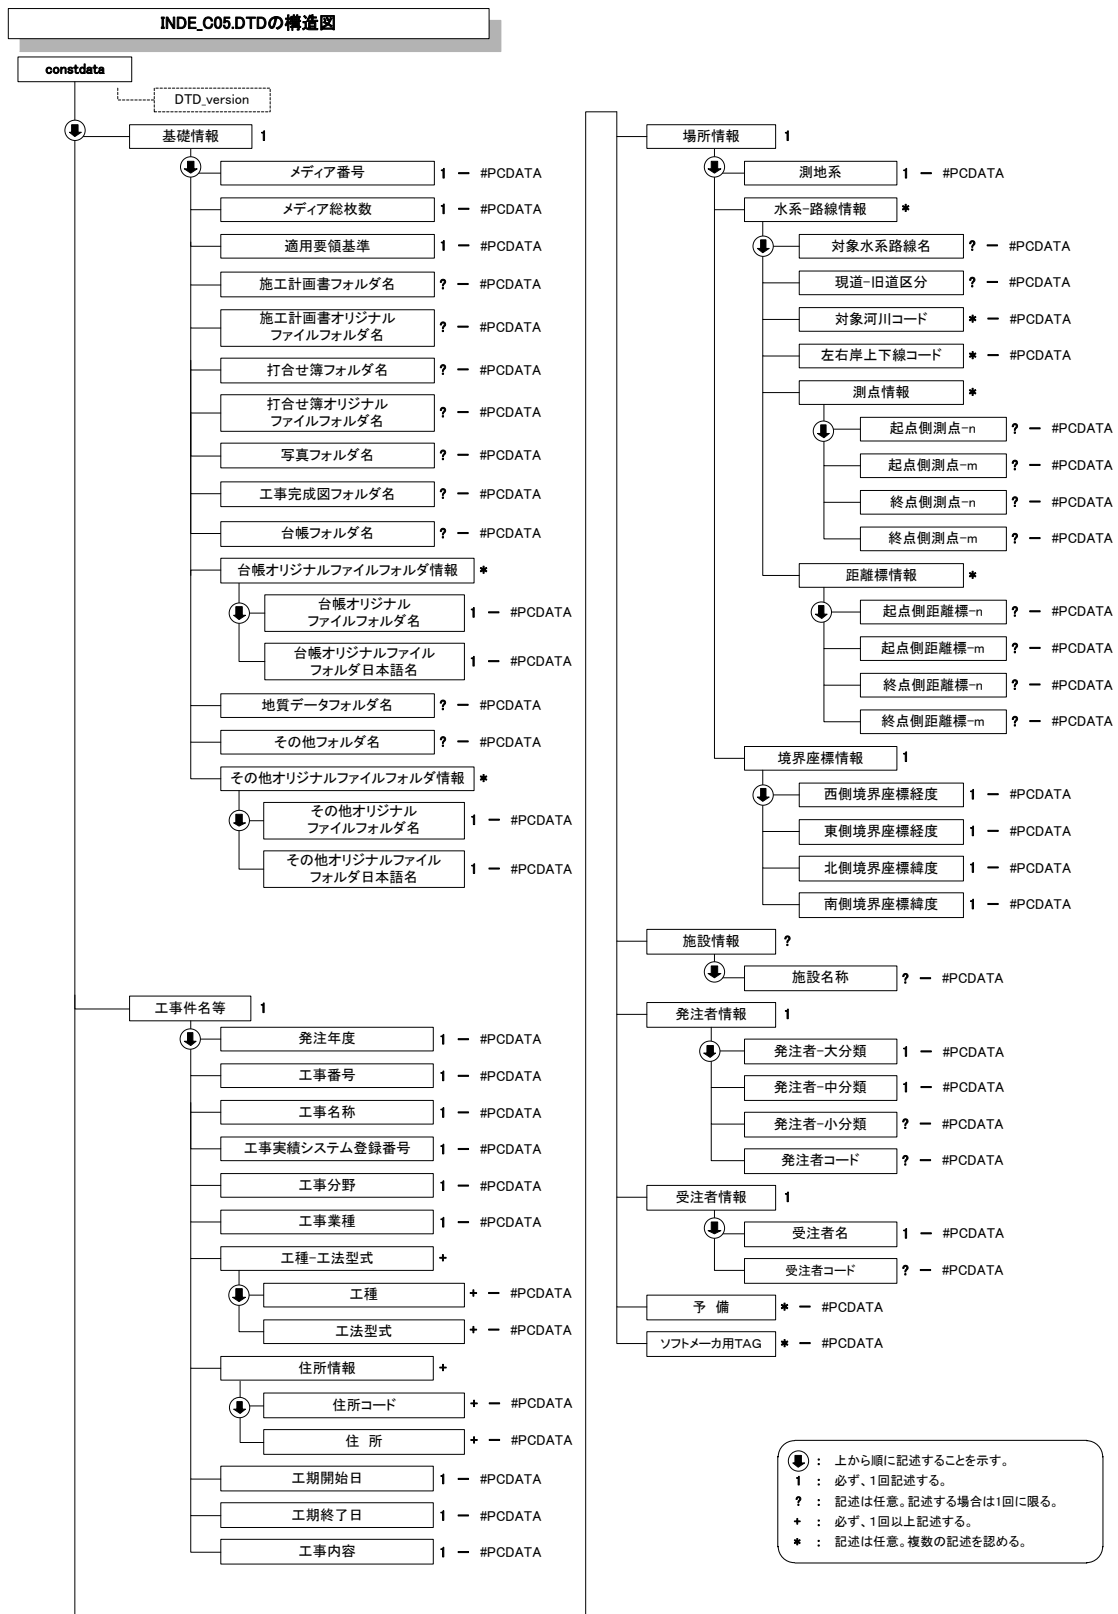 INDE_C05.DTDの構造図
constdata
DTD_version
基礎情報 1
メディア番号 1 － #PCDATA
メディア総枚数 1 － #PCDATA
適用要領基準 1 － #PCDATA
施工計画書フォルダ名 ? － #PCDATA
施工計画書オリジナル
ファイルフォルダ名 ? － #PCDATA
打合せ簿フォルダ名 ? － #PCDATA
打合せ簿オリジナル
ファイルフォルダ名 ? － #PCDATA
写真フォルダ名 ? － #PCDATA
工事完成図フォルダ名 ? － #PCDATA
台帳フォルダ名 ? － #PCDATA
台帳オリジナルファイルフォルダ情報 *
台帳オリジナル
ファイルフォルダ名 1 － #PCDATA
台帳オリジナルファイル
フォルダ日本語名 1 － #PCDATA
地質データフォルダ名 ? － #PCDATA
その他フォルダ名 ? － #PCDATA
その他オリジナルファイルフォルダ情報 *
その他オリジナル
ファイルフォルダ名 1 － #PCDATA
その他オリジナルファイル
フォルダ日本語名 1 － #PCDATA
工事件名等 1
発注年度 1 － #PCDATA
工事番号 1 － #PCDATA
工事名称 1 － #PCDATA
工事実績システム登録番号 1 － #PCDATA
工事分野 1 － #PCDATA
工事業種 1 － #PCDATA
工種-工法型式 +
工種 + － #PCDATA
工法型式 + － #PCDATA
住所情報 +
住所コード + － #PCDATA
住 所 + － #PCDATA
工期開始日 1 － #PCDATA
工期終了日 1 － #PCDATA
工事内容 1 － #PCDATA
場所情報 1
測地系 1 － #PCDATA
水系-路線情報 *
対象水系路線名 ? － #PCDATA
現道-旧道区分 ? － #PCDATA
対象河川コード * － #PCDATA
左右岸上下線コード * － #PCDATA
測点情報 *
起点側測点-n ? － #PCDATA
起点側測点-m ? － #PCDATA
終点側測点-n ? － #PCDATA
終点側測点-m ? － #PCDATA
距離標情報 *
起点側距離標-n ? － #PCDATA
起点側距離標-m ? － #PCDATA
終点側距離標-n ? － #PCDATA
終点側距離標-m ? － #PCDATA
境界座標情報 1
西側境界座標経度 1 － #PCDATA
東側境界座標経度 1 － #PCDATA
北側境界座標緯度 1 － #PCDATA
南側境界座標緯度 1 － #PCDATA
施設情報 ?
施設名称 ? － #PCDATA
発注者情報 1
発注者-大分類 1 － #PCDATA
発注者-中分類 1 － #PCDATA
発注者-小分類 ? － #PCDATA
発注者コード ? － #PCDATA
受注者情報 1
受注者名 1 － #PCDATA
受注者コード ? － #PCDATA
予 備 * － #PCDATA
ソフトメーカ用TAG * － #PCDATA
： 上から順に記述することを示す。
1 ： 必ず、1回記述する。
? ： 記述は任意。記述する場合は1回に限る。
+ ： 必ず、1回以上記述する。
* ： 記述は任意。複数の記述を認める。